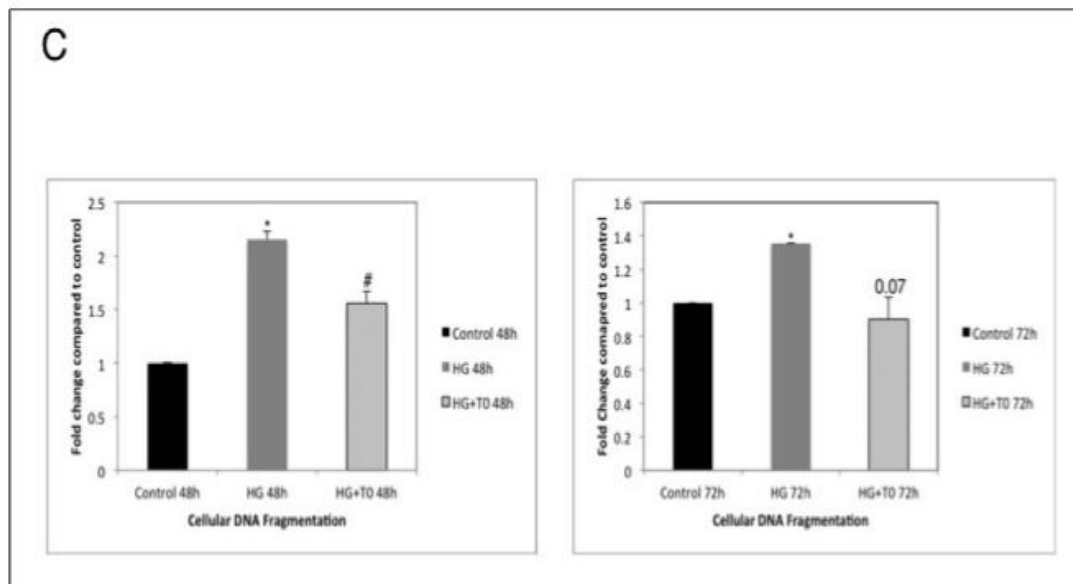 C
Fold change compared to control
2.5
2
1.5
1
0.5
0
*
#
Control 48h
HG 48h
HG+T0 48h
Cellular DNA Fragmentation
Control 48h
HG 48h
HG+T0 48h
Fold Change comapred to control
1.6
1.4
1.2
1
0.8
0.6
0.4
0.2
0
*
0.07
Control 72h
HG 72h
HG+T0 72h
Cellular DNA Fragmentation
Control 72h
HG 72h
HG+T0 72h